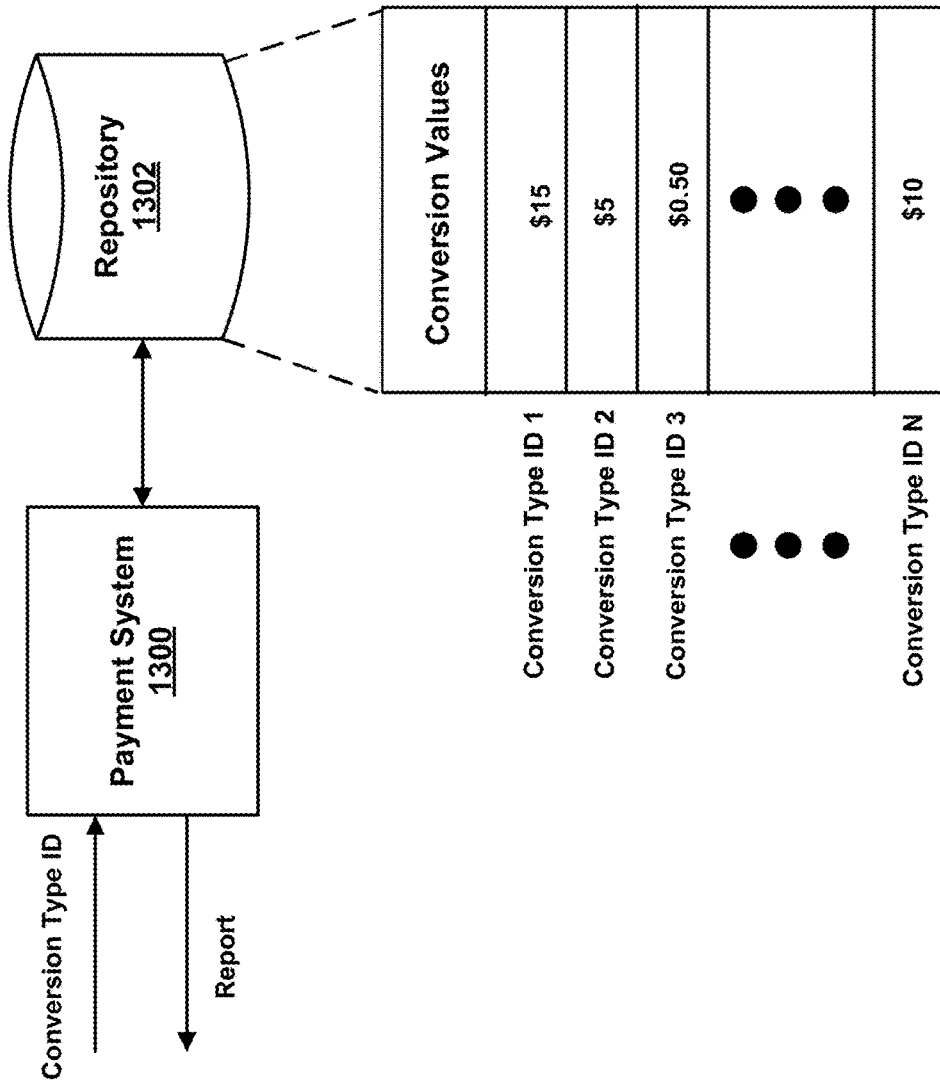 Conversion Type ID
Report
Payment System
1300
Repository
1302
Conversion Values
Conversion Type ID 1
$15
Conversion Type ID 2
$5
Conversion Type ID 3
$0.50
Conversion Type ID N
$10